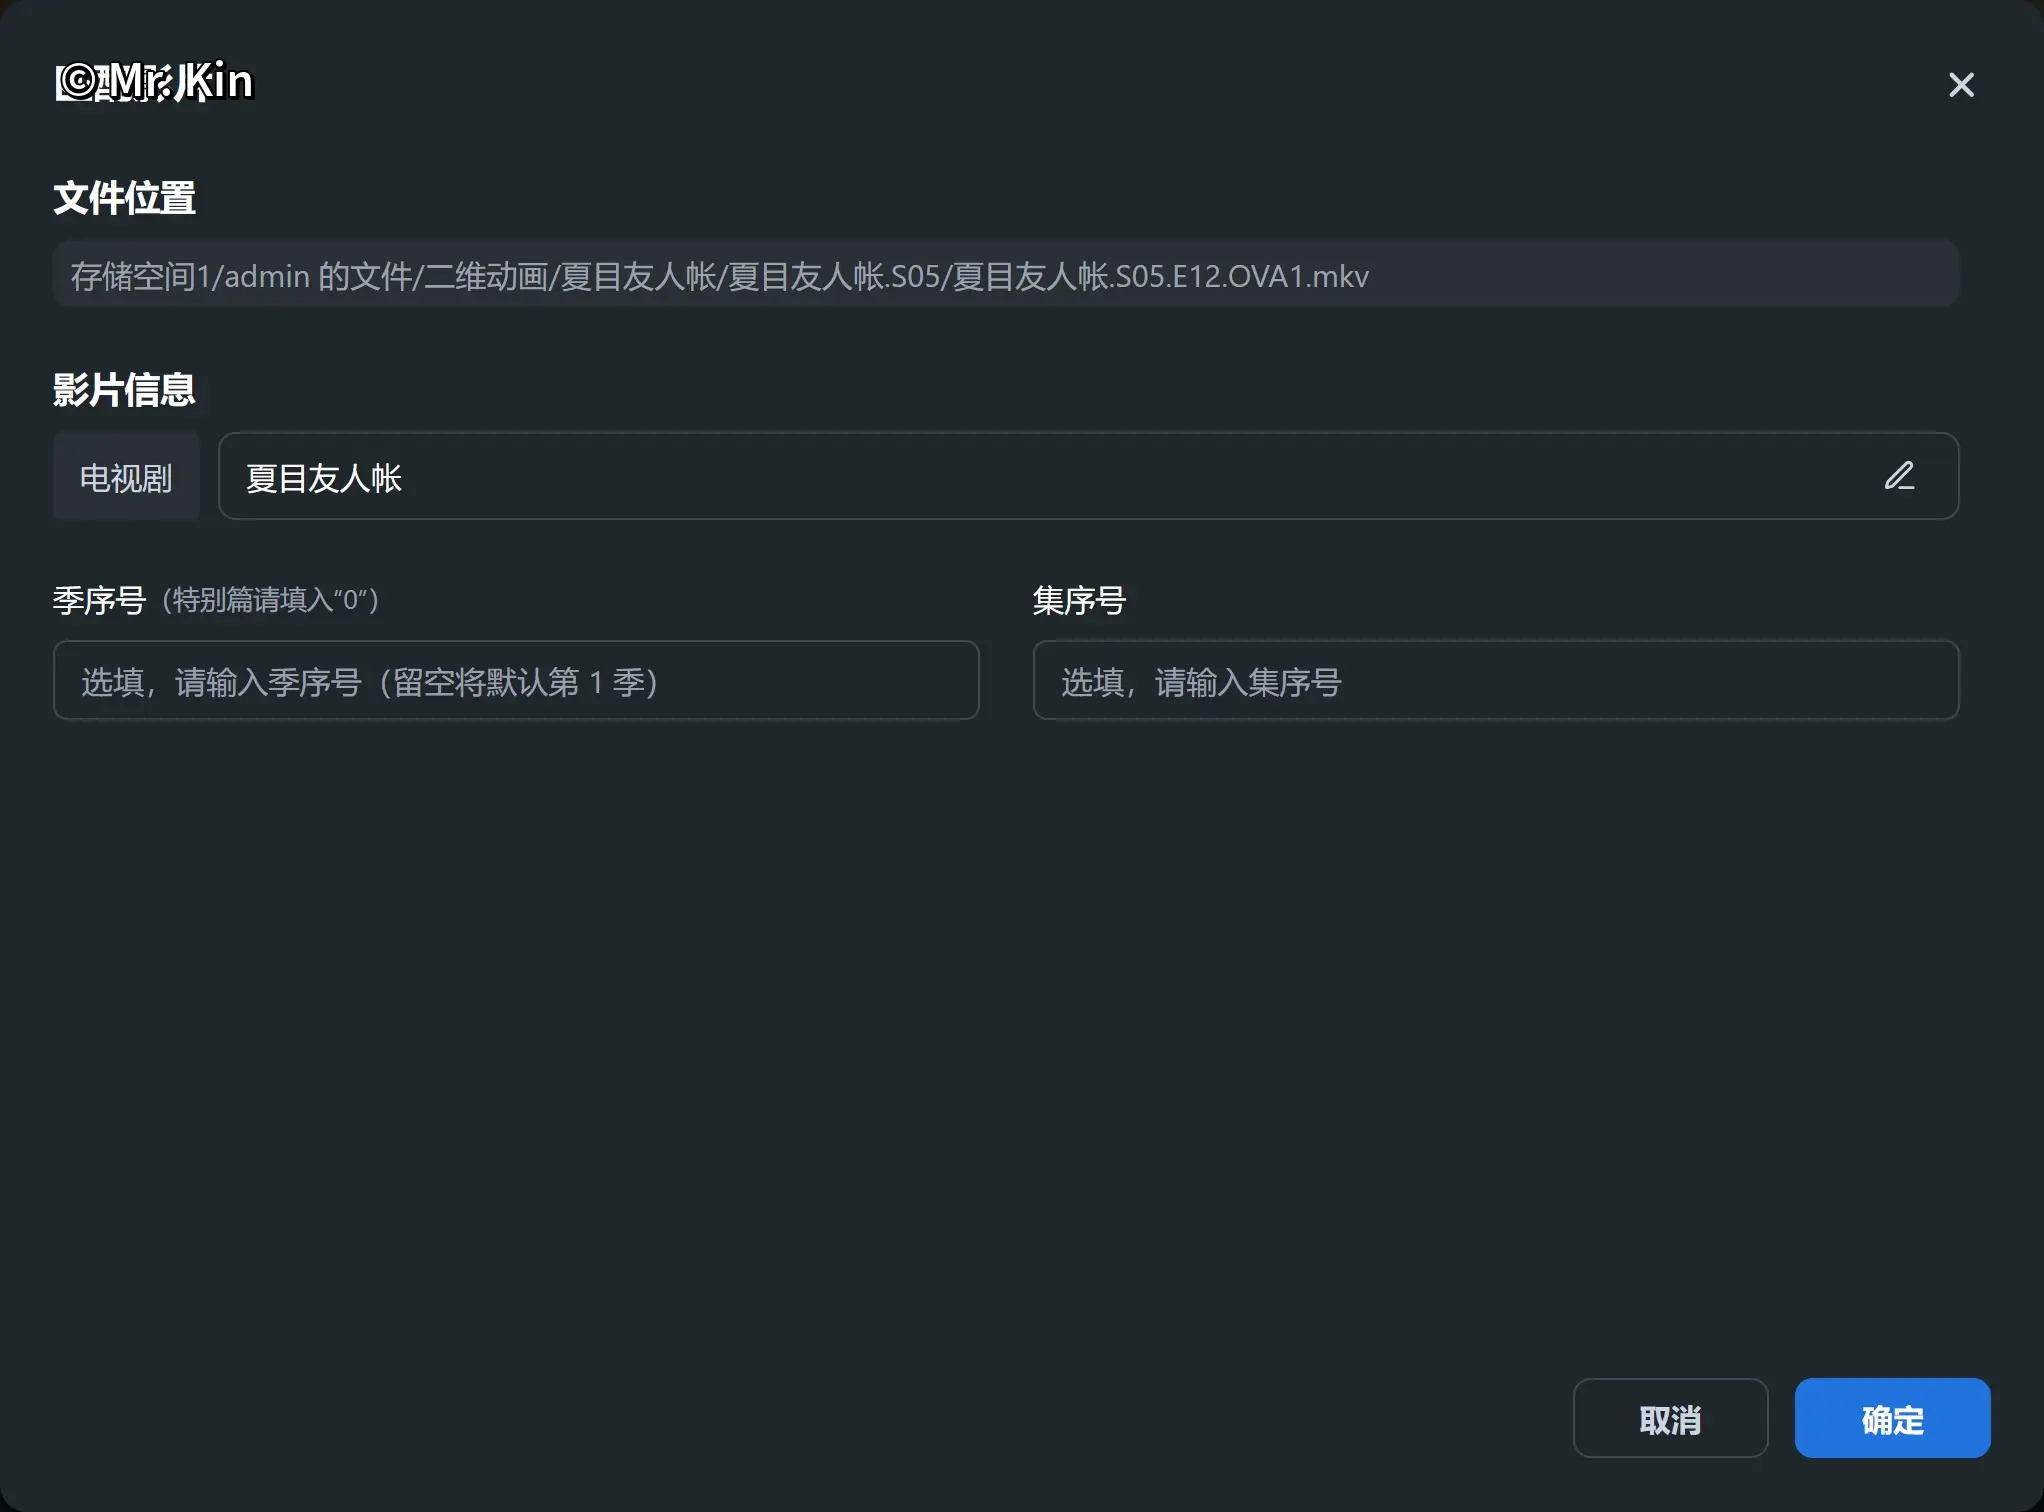 © Mr. Kin
文件位置
存储空间1/admin 的文件/二维动画/夏目友人帐/夏目友人帐.S05/夏目友人帐.S05.E12.OVA1.mkv
影片信息
电视剧
夏目友人帐
季序号（特别篇请填入“0”）
集序号
选填，请输入季序号（留空将默认第 1 季）
选填，请输入集序号
取消
确定